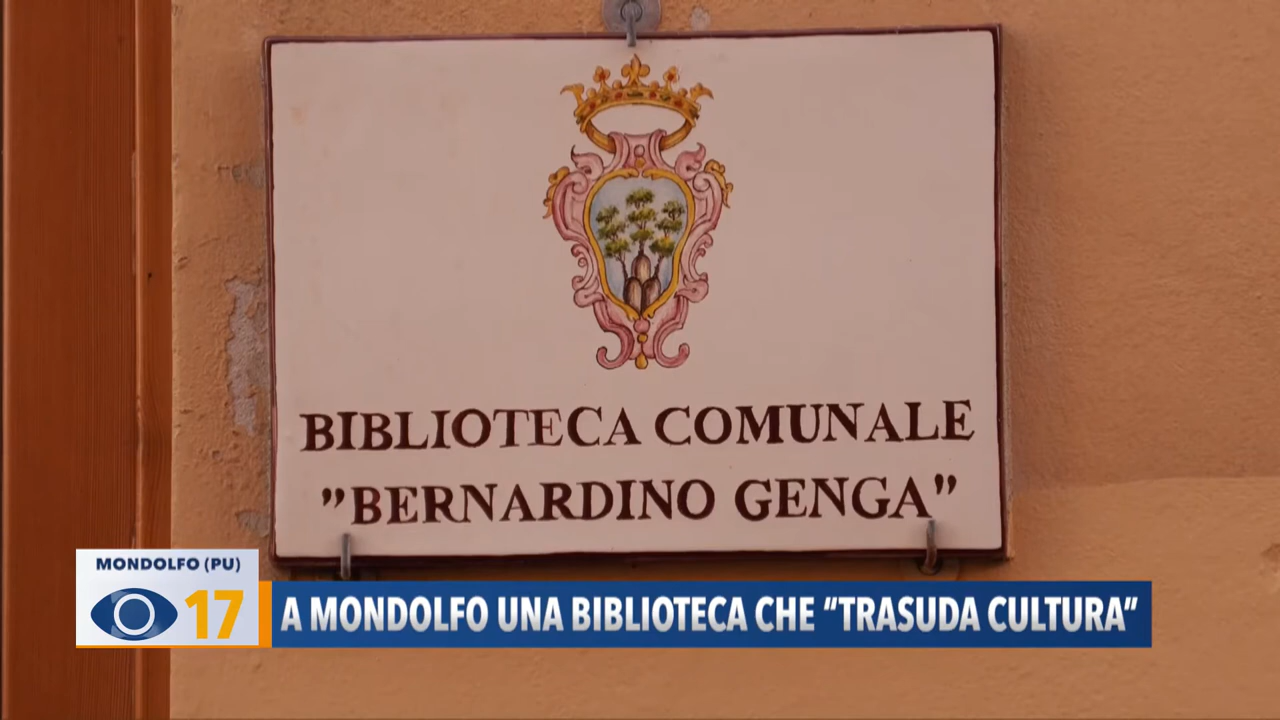 BIBLIOTECA COMUNALE
"BERNARDINO GENGA"
MONDOLFO (PU)
17
A MONDOLFO UNA BIBLIOTECA CHE “TRASUDA CULTURA”